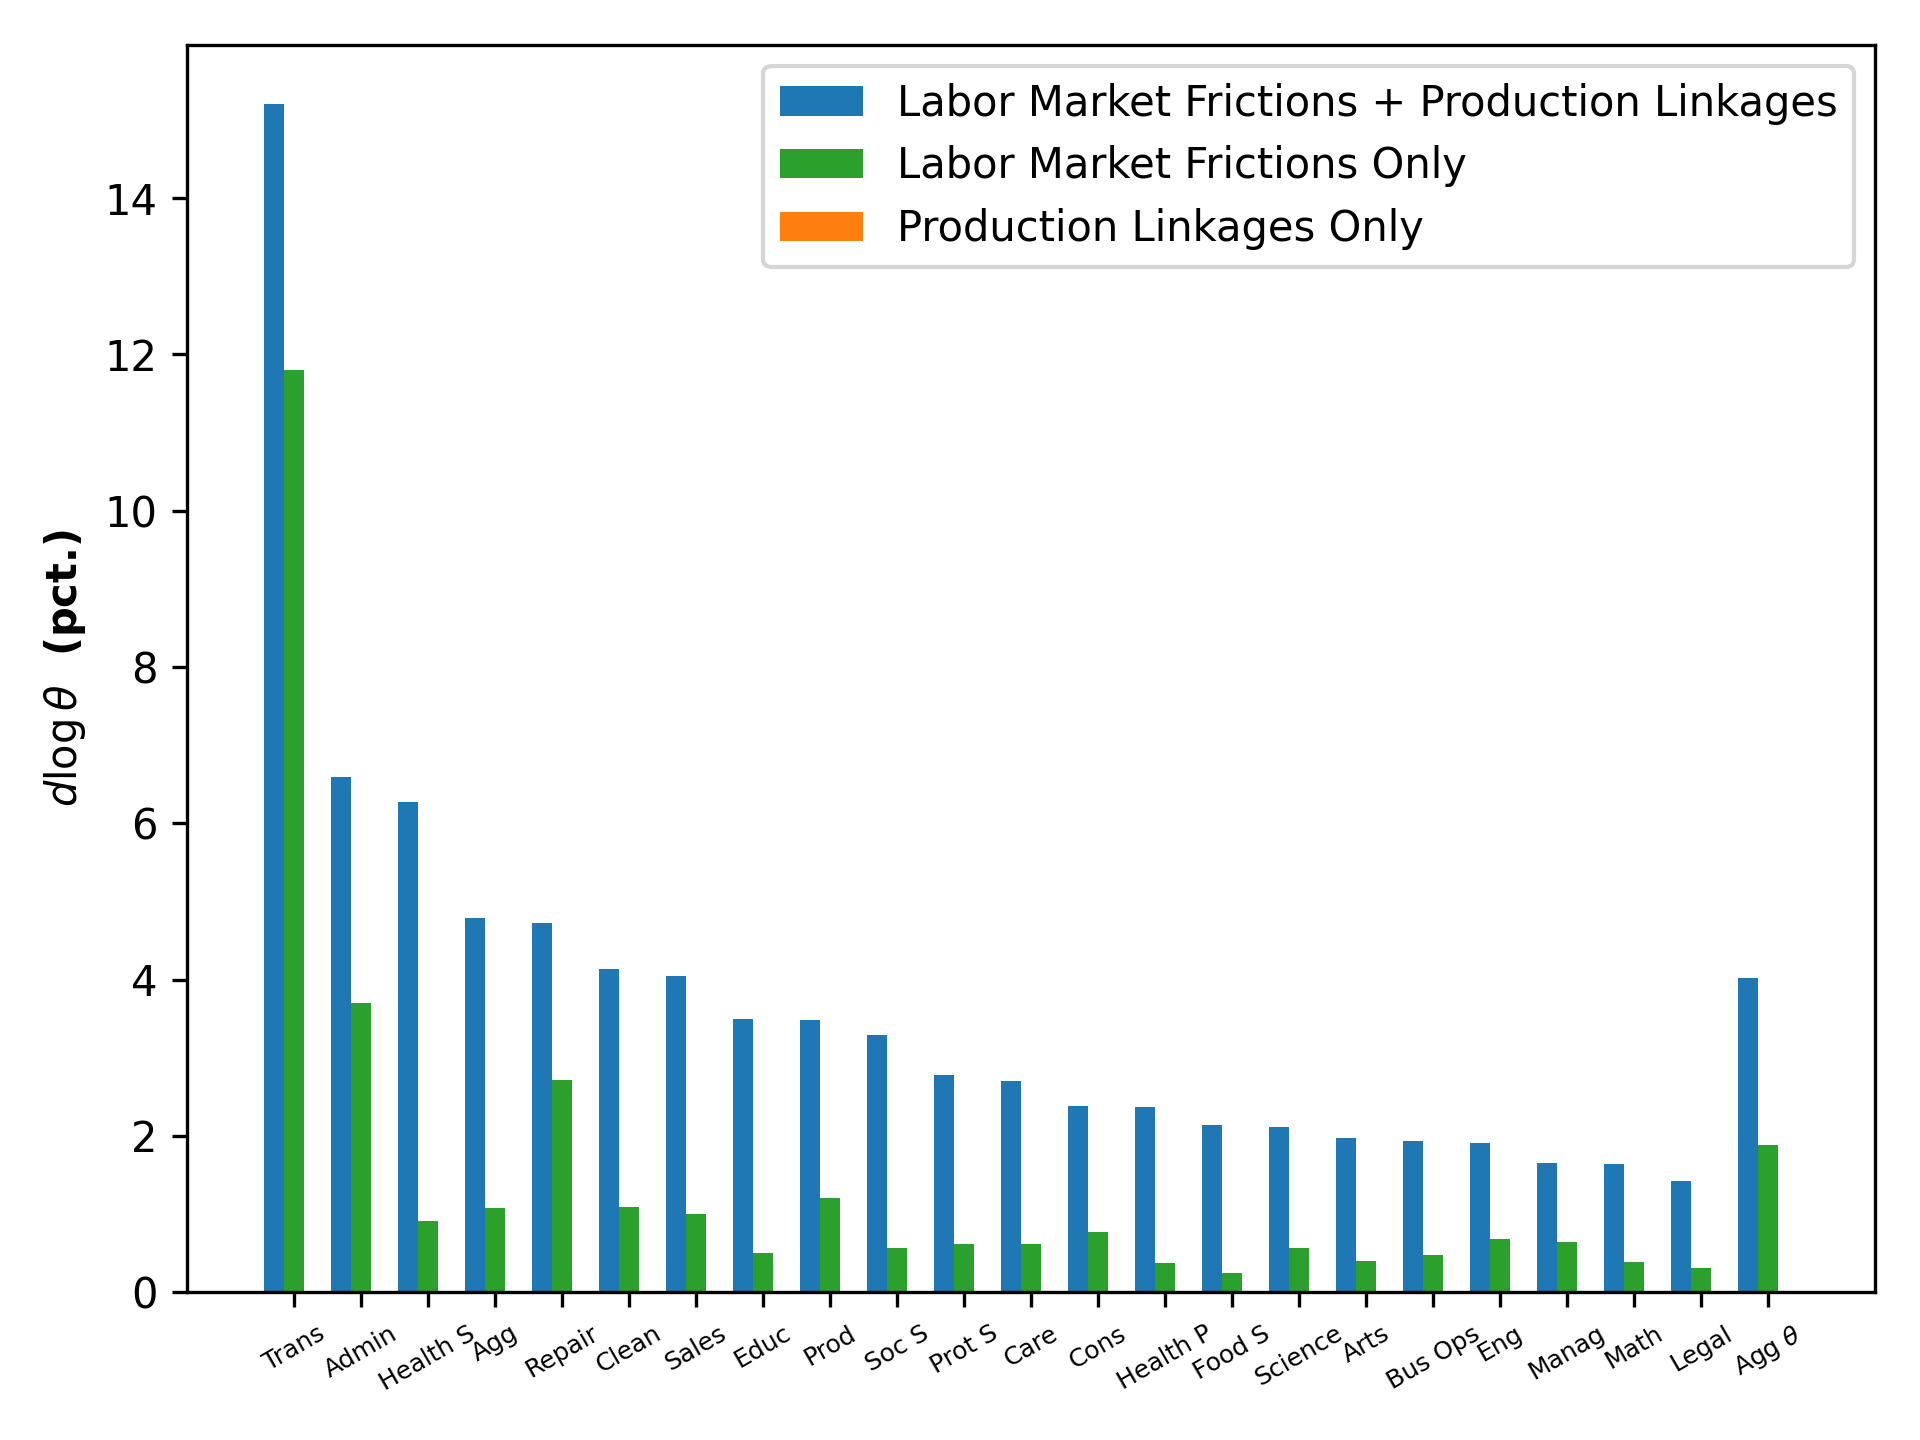 Labor Market Frictions + Production Linkages
Labor Market Frictions Only
Production Linkages Only
d log θ (pct.)
14
12
10
8
6
4
2
0
Trans
Admin
Health S
Agg
Repair
Clean
Sales
Educ
Prod
Soc S
Prot S
Care
Cons
Health P
Food S
Science
Arts
Bus Ops
Eng
Manag
Math
Legal
Agg θ